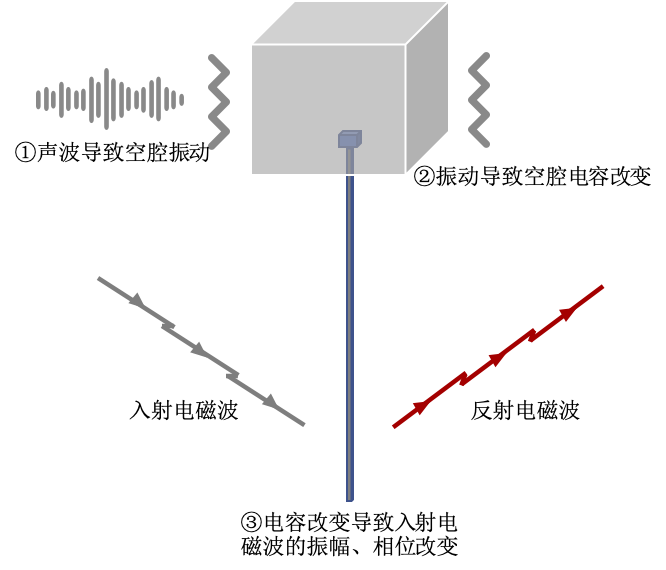 ①声波导致空腔振动
②振动导致空腔电容改变
入射电磁波
反射电磁波
③电容改变导致入射电
磁波的振幅、相位改变